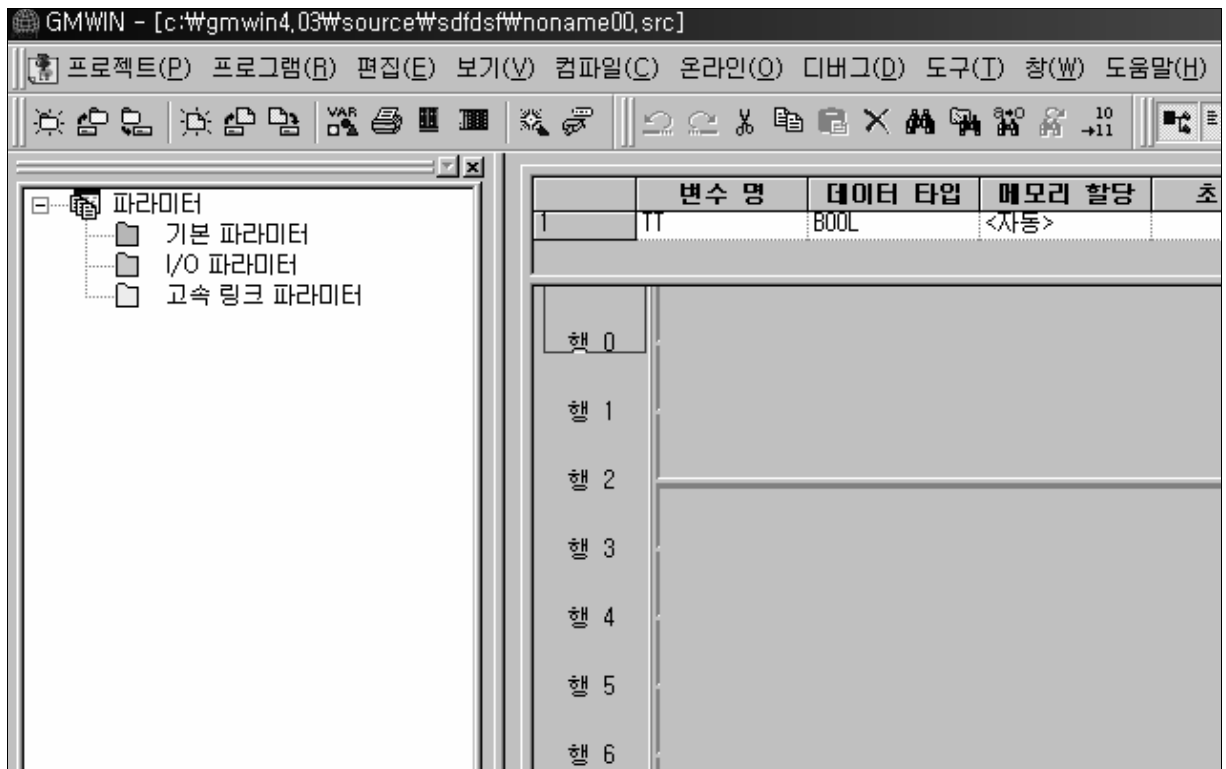 GMWIN - [c:₩gmwin4,03₩source₩sdfdsf₩noname00,src]
프로젝트(P) 프로그램(R) 편집(E) 보기(V) 컴파일(C) 온라인(O) 디버그(D) 도구(T) 창(W) 도움말(H)
VAR 10 →11
파라미터
기본 파라미터
I/O 파라미터
고속 링크 파라미터
변수 명 데이터 타입 메모리 할당 초
1 TT BOOL <자동>
행 0
행 1
행 2
행 3
행 4
행 5
행 6